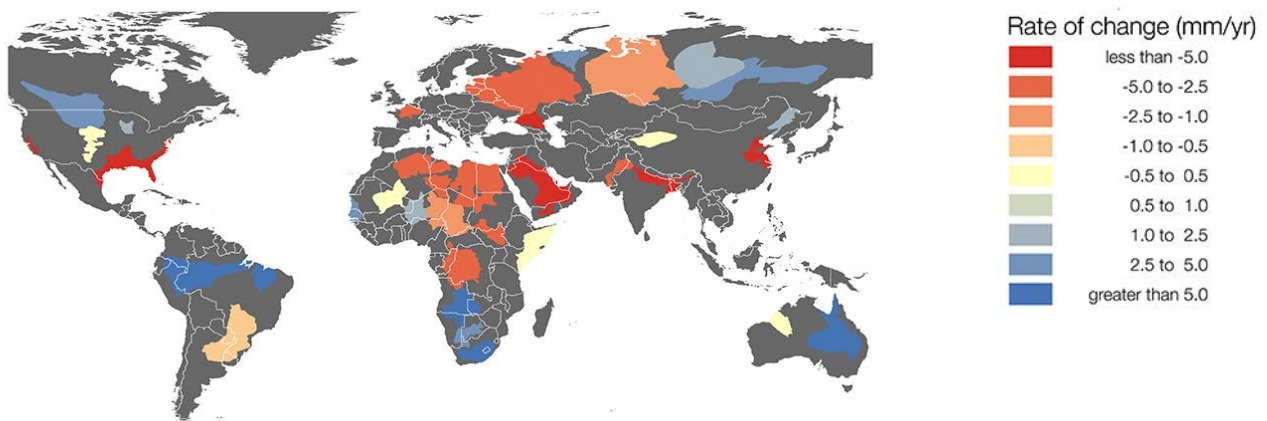 Rate of change (mm/yr)
less than -5.0
-5.0 to -2.5
-2.5 to -1.0
-1.0 to -0.5
-0.5 to 0.5
0.5 to 1.0
1.0 to 2.5
2.5 to 5.0
greater than 5.0